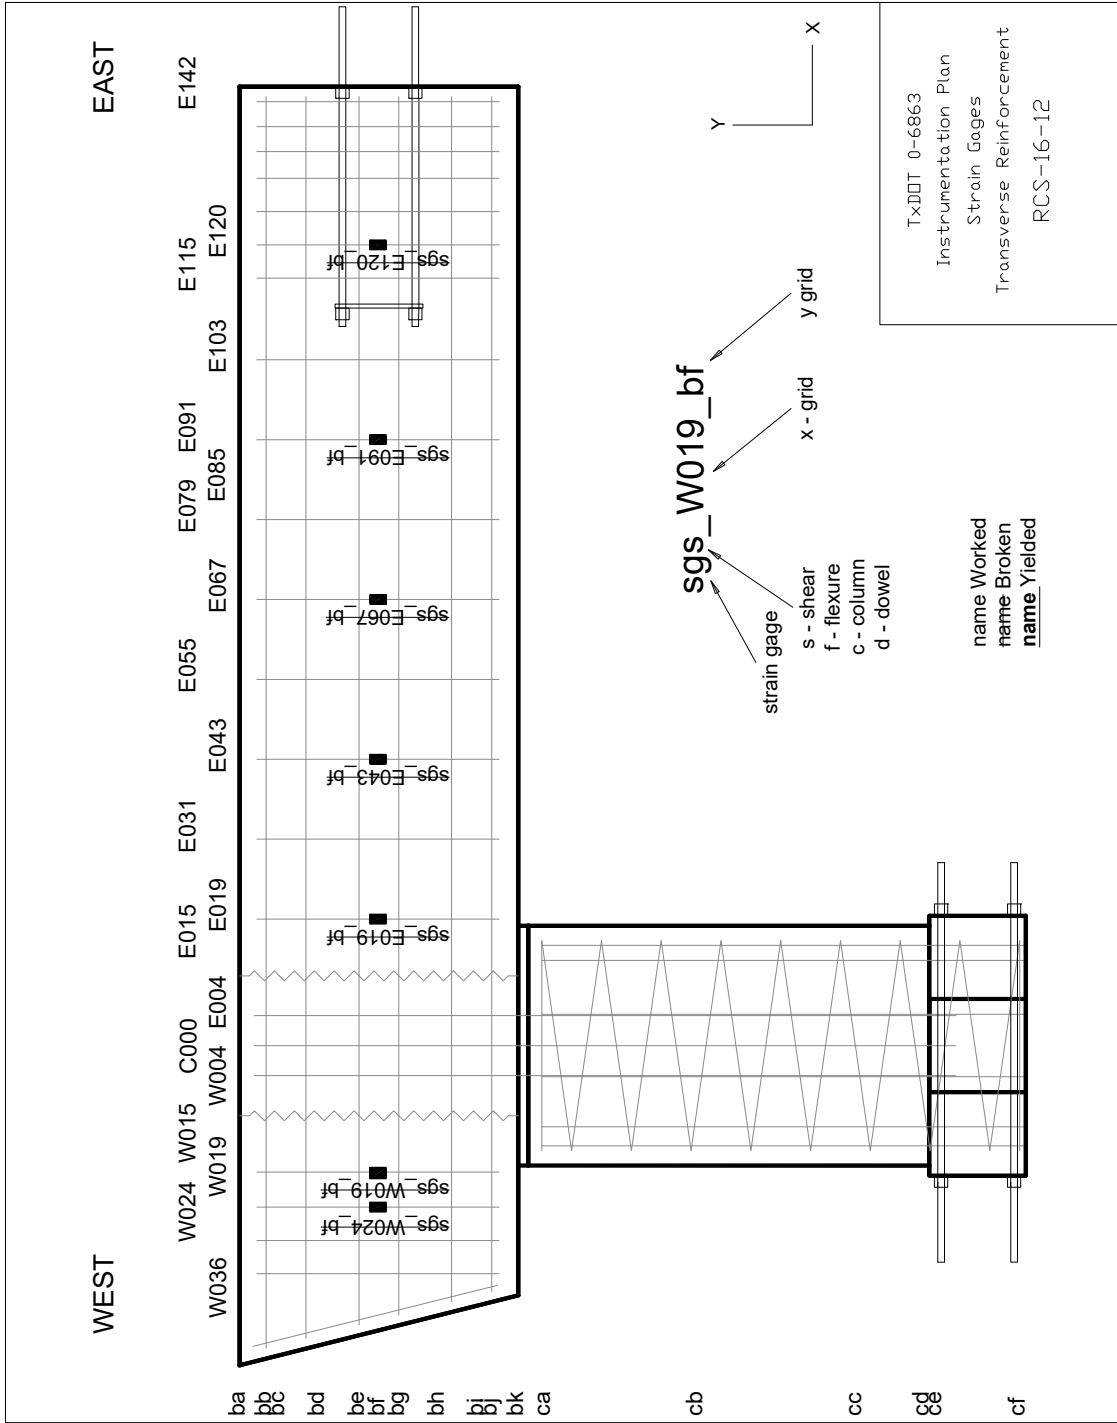 WEST
EAST
W036
W024
W019
W015
W004
C000
E004
E015
E019
E031
E043
E055
E067
E079
E085
E091
E103
E115
E120
E142
ba
bb
bc
bd
be
bf
bg
bh
bi
bj
bk
ca
cb
cc
cd
ce
cf
sgs_W024_bf
sgs_W019_bf
sgs_E019_bf
sgs_E043_bf
sgs_E067_bf
sgs_E091_bf
sgs_E120_bf
sgs_W019_bf
strain gage
s - shear
f - flexure
c - column
d - dowel
x - grid
y grid
name Worked
name Broken
name Yielded
Y
X
TxDOT 0-6863
Instrumentation Plan
Strain Gages
Transverse Reinforcement
RCS-16-12